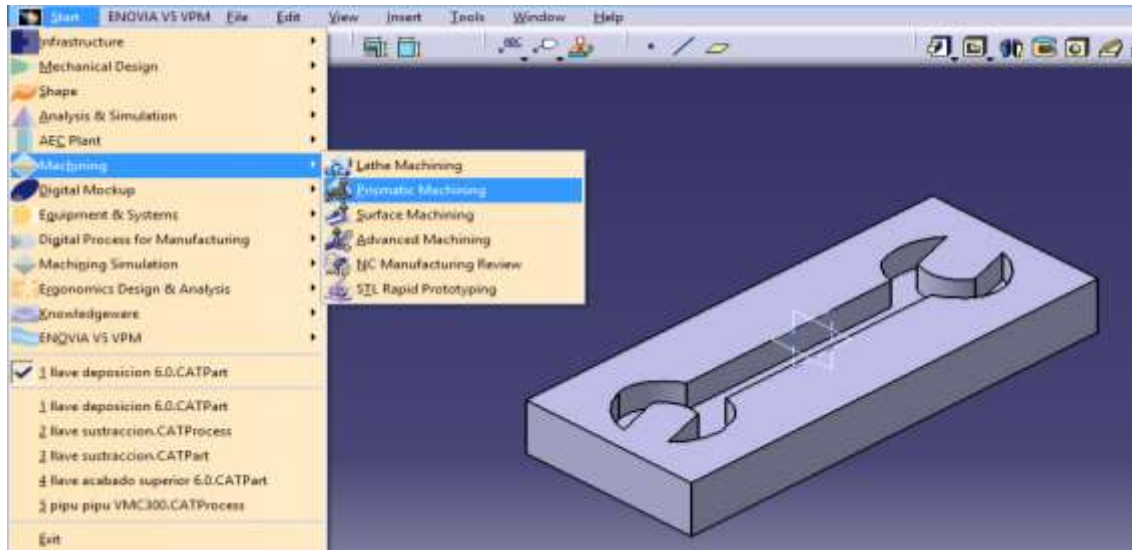 Start ENOVIA V5 VPM File Edit View Insert Tools Window Help
Infrastructure
Mechanical Design
Shape
Analysis & Simulation
AEC Plant
Machining
Digital Mockup
Equipment & Systems
Digital Process for Manufacturing
Machining Simulation
Ergonomics Design & Analysis
Knowledgeware
ENOVIA V5 VPM
1 llave deposicion 6.0.CATPart
1 llave deposicion 6.0.CATPart
2 llave sustraccion.CATProcess
3 llave sustraccion.CATPart
4 llave acabado superior 6.0.CATPart
5 pipu pipu VMC300.CATProcess
Exit
Lathe Machining
Prismatic Machining
Surface Machining
Advanced Machining
NC Manufacturing Review
STL Rapid Prototyping